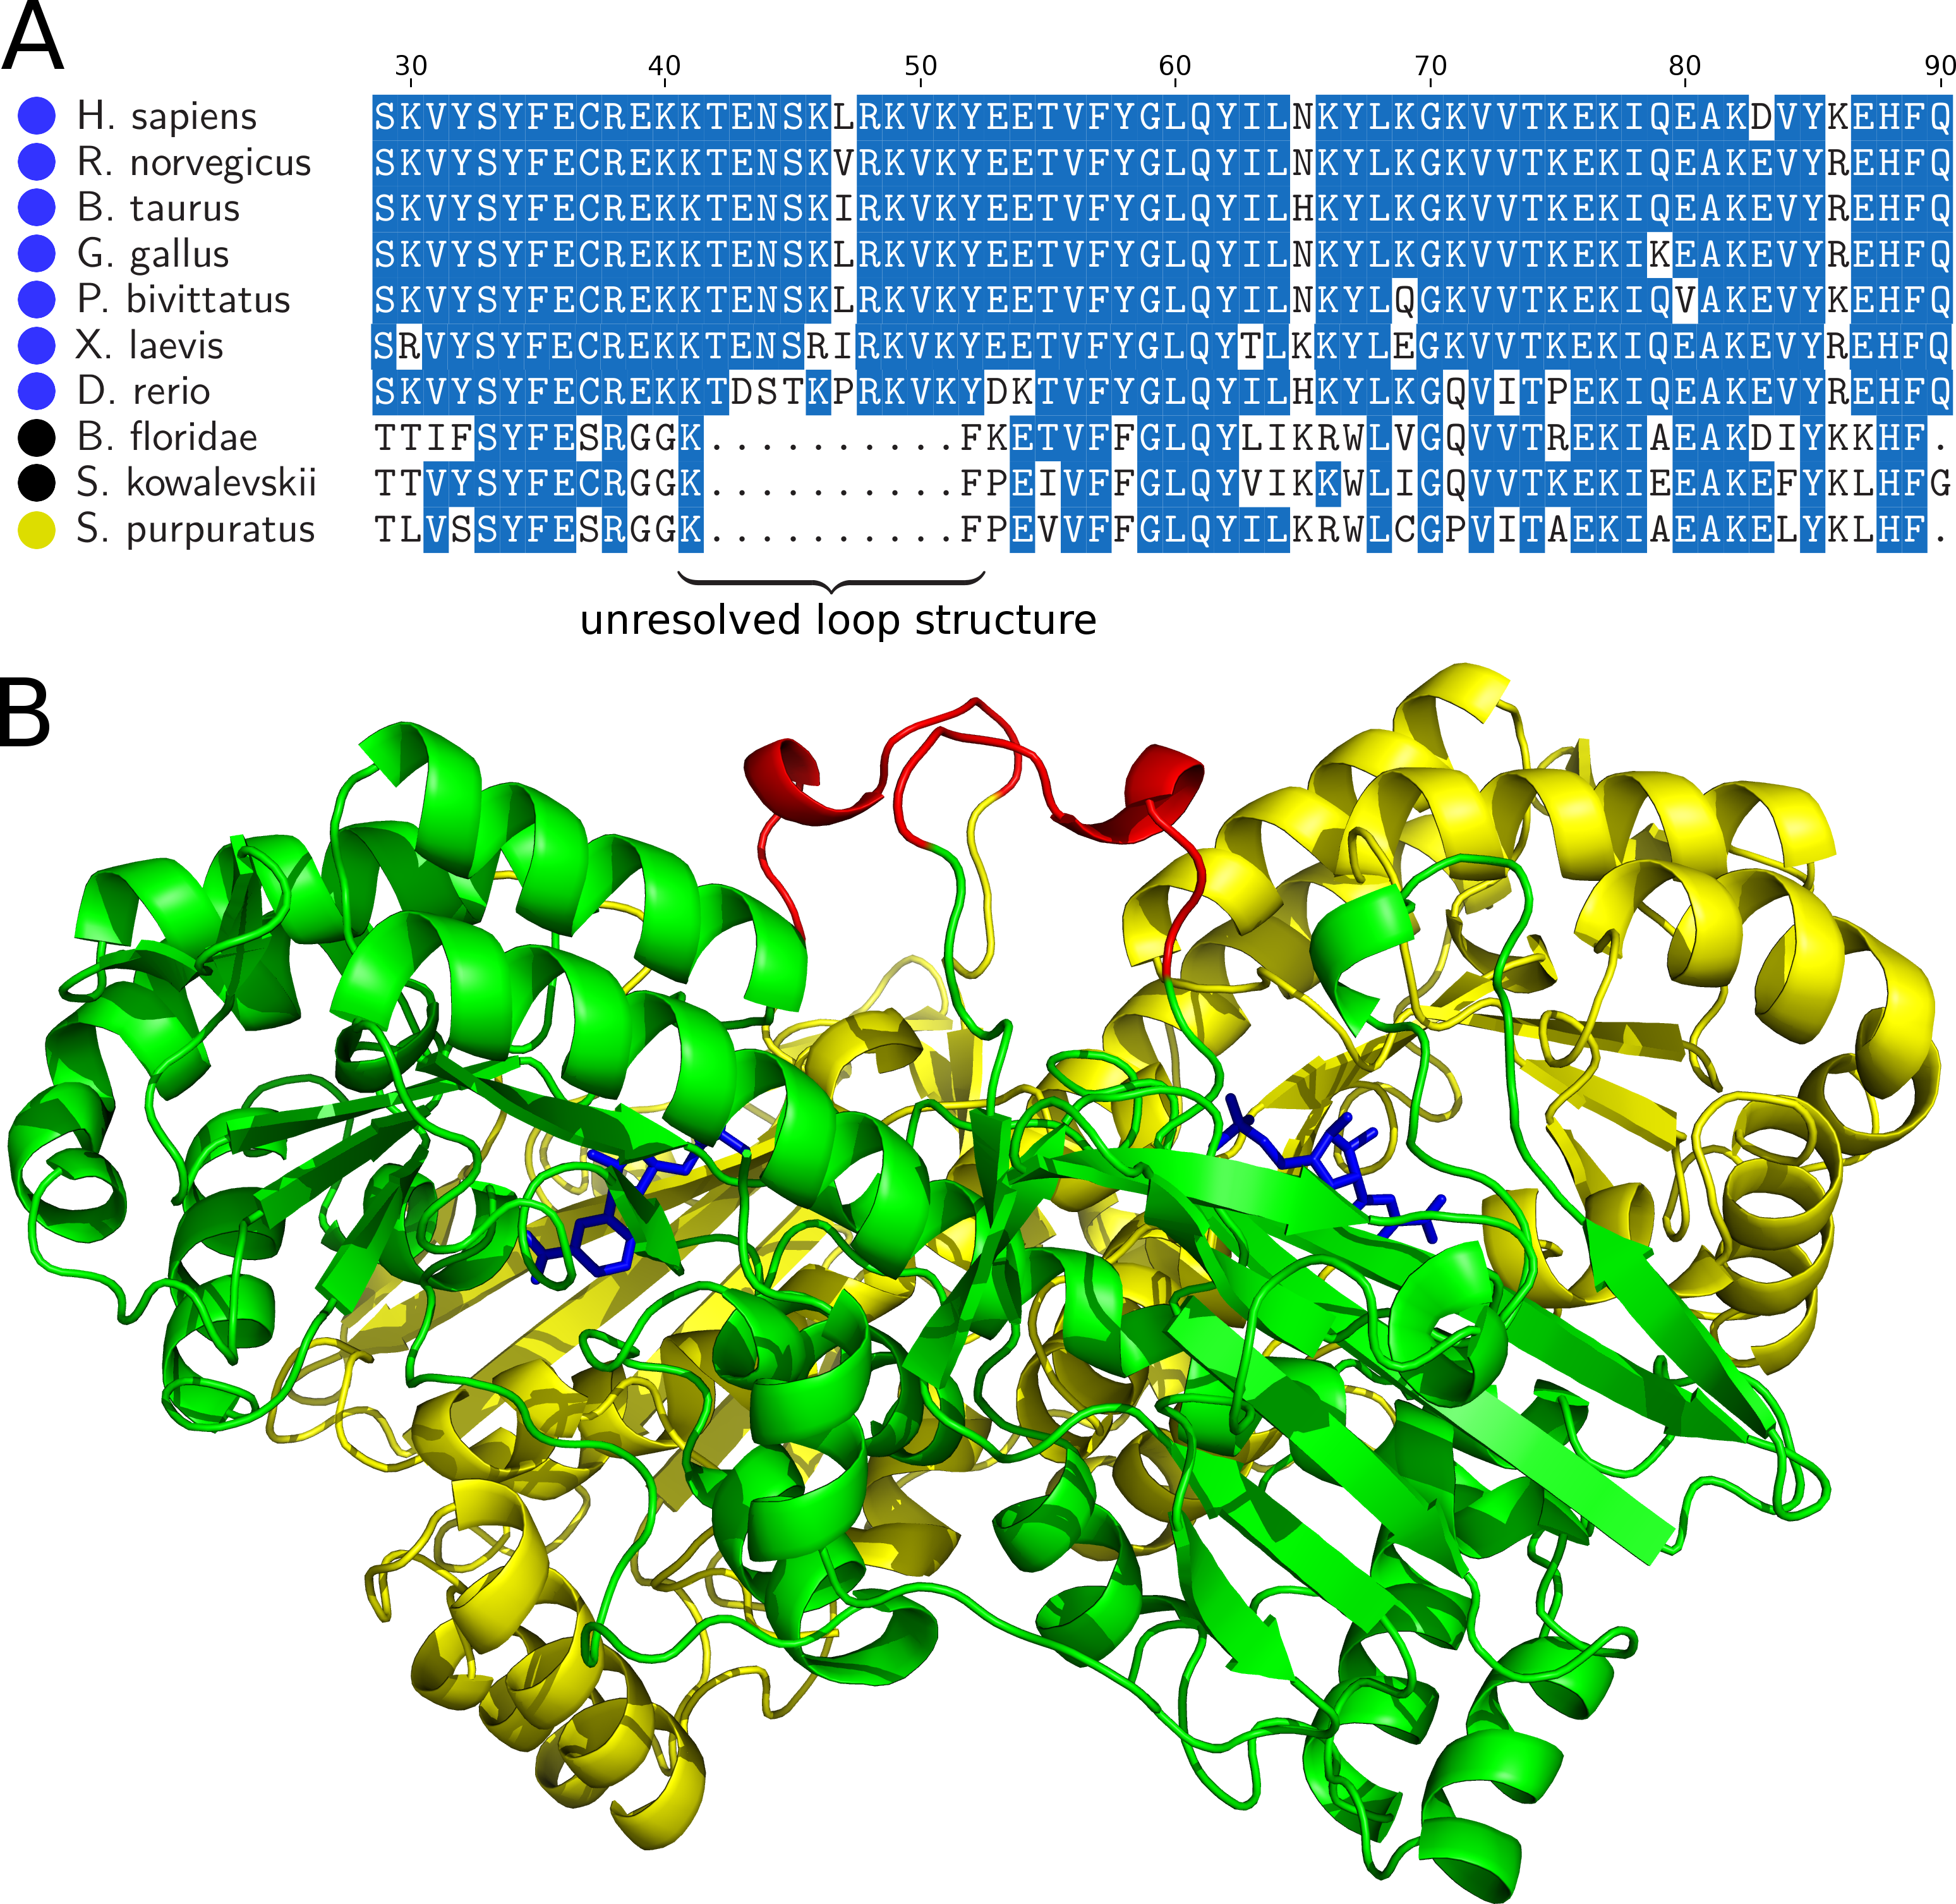 A
30 40 50 60 70 80 90
H. sapiens SKVYSYFECREKKTENSKLRKVKYEETVFYGLQYILNKYLKGKVVTKEKIQEAKDVYKEHFQ
R. norvegicus SKVYSYFECREKKTENSKVRKVKYEETVFYGLQYILNKYLKGKVVTKEKIQEAKEVYREHFQ
B. taurus SKVYSYFECREKKTENSKIRKVKYEETVFYGLQYILHKYLKGKVVTKEKIQEAKEVYREHFQ
G. gallus SKVYSYFECREKKTENSKLRKVKYEETVFYGLQYILNKYLKGKVVTKEKIKEAKEVYREHFQ
P. bivittatus SKVYSYFECREKKTENSKLRKVKYEETVFYGLQYILNKYLQGKVVTKEKIQVAKEVYKEHFQ
X. laevis SRVYSYFECREKKTENSRIRKVKYEETVFYGLQYTLKKYLEGKVVTKEKIQEAKEVYREHFQ
D. rerio SKVYSYFECREKKTDSTKPRKVKYDKTVFYGLQYILHKYLKGQVITPEKIQEAKEVYREHFQ
B. floridae TTIFSYFESRGGK..........FKETVFFGLQYLIKRWLVGQVVTREKIAEAKDIYKKHF.
S. kowalevskii TTVYSYFECRGGK..........FPEIVFFGLQYVIKKWLIGQVVTKEKIEEAKEFYKLHFG
S. purpuratus TLVSSYFESRGGK..........FPEVVFFGLQYILKRWLCGPVITAEKIAEAKELYKLHF.
unresolved loop structure
B